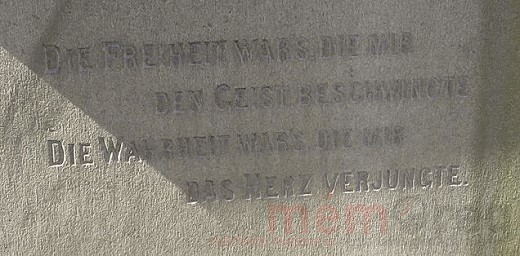 DIE FREIHEIT WAR'S, DIE MIR
DEN GEIST BESCHWINGTE
DIE WAHRHEIT WAR'S, DIE MIR
DAS HERZ VERJÜNGTE.